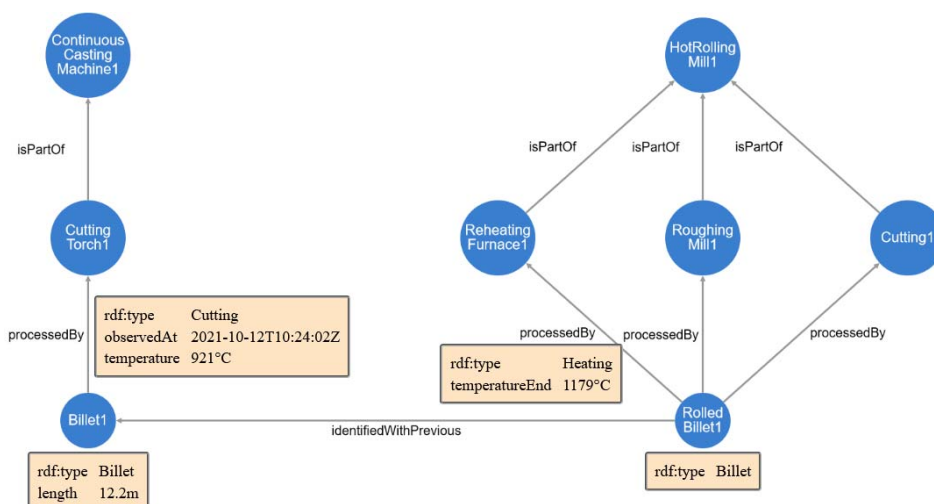 Continuous
Casting
Machine1
HotRolling
Mill1
isPartOf
isPartOf
isPartOf
isPartOf
Cutting
Torch1
Reheating
Furnace1
Roughing
Mill1
Cutting1
rdf:type Cutting
observedAt 2021-10-12T10:24:02Z
temperature 921°C
processedBy
processedBy
processedBy
processedBy
rdf:type Heating
temperatureEnd 1179°C
Billet1
identifiedWithPrevious
Rolled
Billet1
rdf:type Billet
length 12.2m
rdf:type Billet